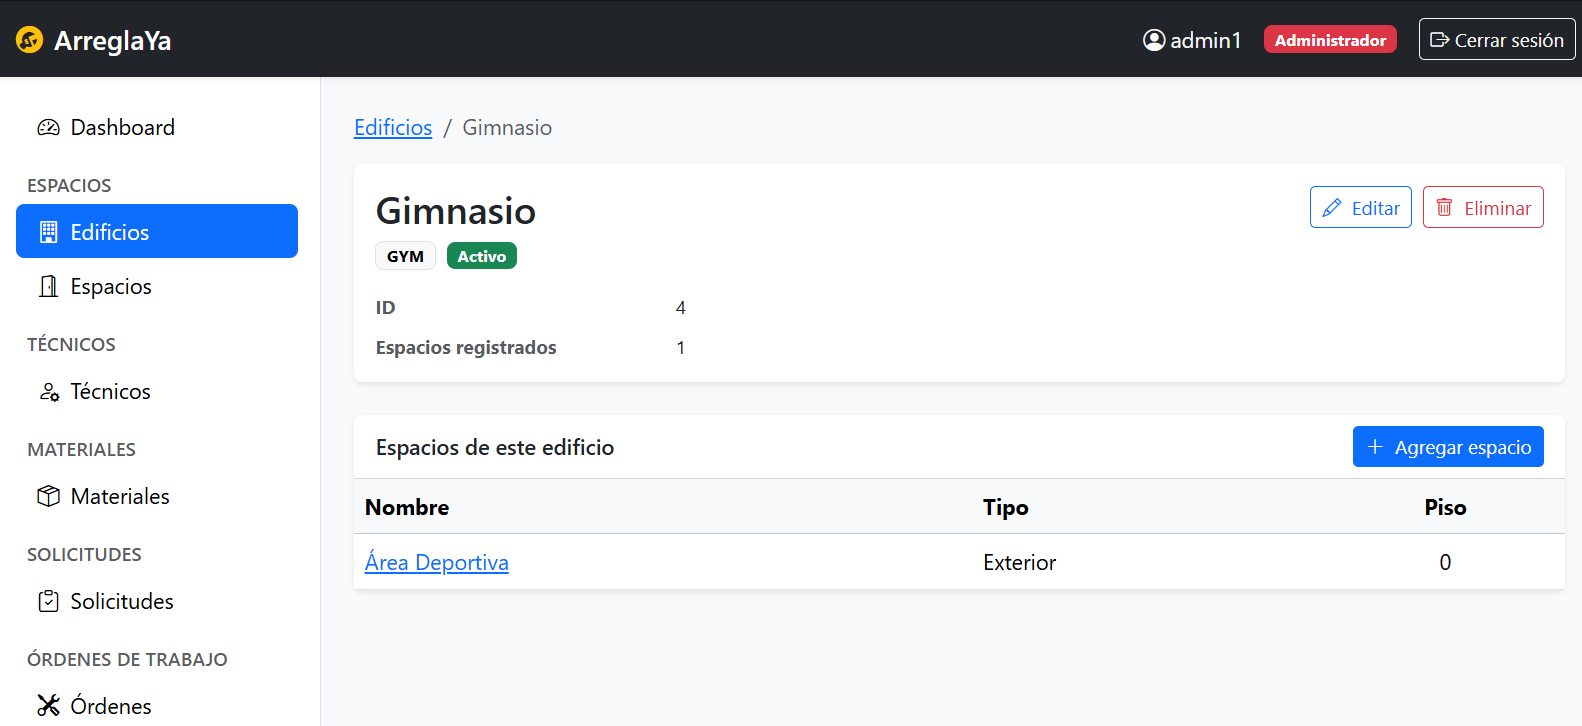 ArreglaYa
admin1 Administrador Cerrar sesión
Dashboard
ESPACIOS
Edificios
Espacios
TÉCNICOS
Técnicos
MATERIALES
Materiales
SOLICITUDES
Solicitudes
ÓRDENES DE TRABAJO
Órdenes
Edificios / Gimnasio
Gimnasio
Editar Eliminar
GYM Activo
ID 4
Espacios registrados 1
Espacios de este edificio
Agregar espacio
Nombre Tipo Piso
Área Deportiva Exterior 0